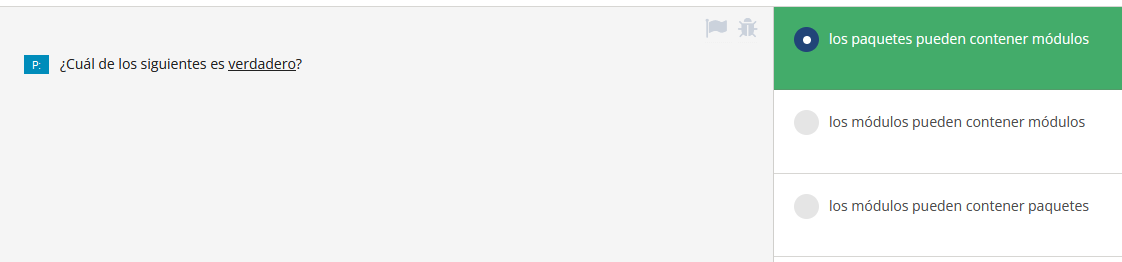 P: ¿Cuál de los siguientes es verdadero?
los paquetes pueden contener módulos
los módulos pueden contener módulos
los módulos pueden contener paquetes